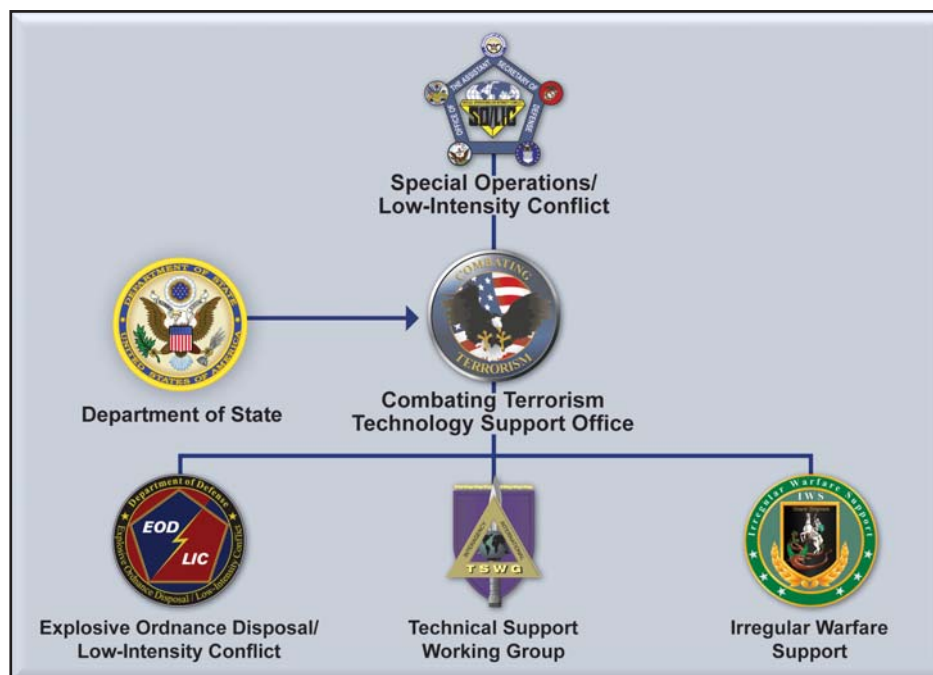 OFFICE OF THE ASSISTANT SECRETARY OF DEFENSE
SO/LIC
Special Operations/
Low-Intensity Conflict
DEPARTMENT OF STATE
UNITED STATES OF AMERICA
Department of State
COMBATING
TERRORISM
Combating Terrorism
Technology Support Office
Department of Defense
EOD
LIC
Explosive Ordnance Disposal / Low-Intensity Conflict
Explosive Ordnance Disposal/
Low-Intensity Conflict
INTERAGENCY
INTERNATIONAL
TSWG
Technical Support
Working Group
Irregular Warfare Support
IWS
Irregular Warfare
Support